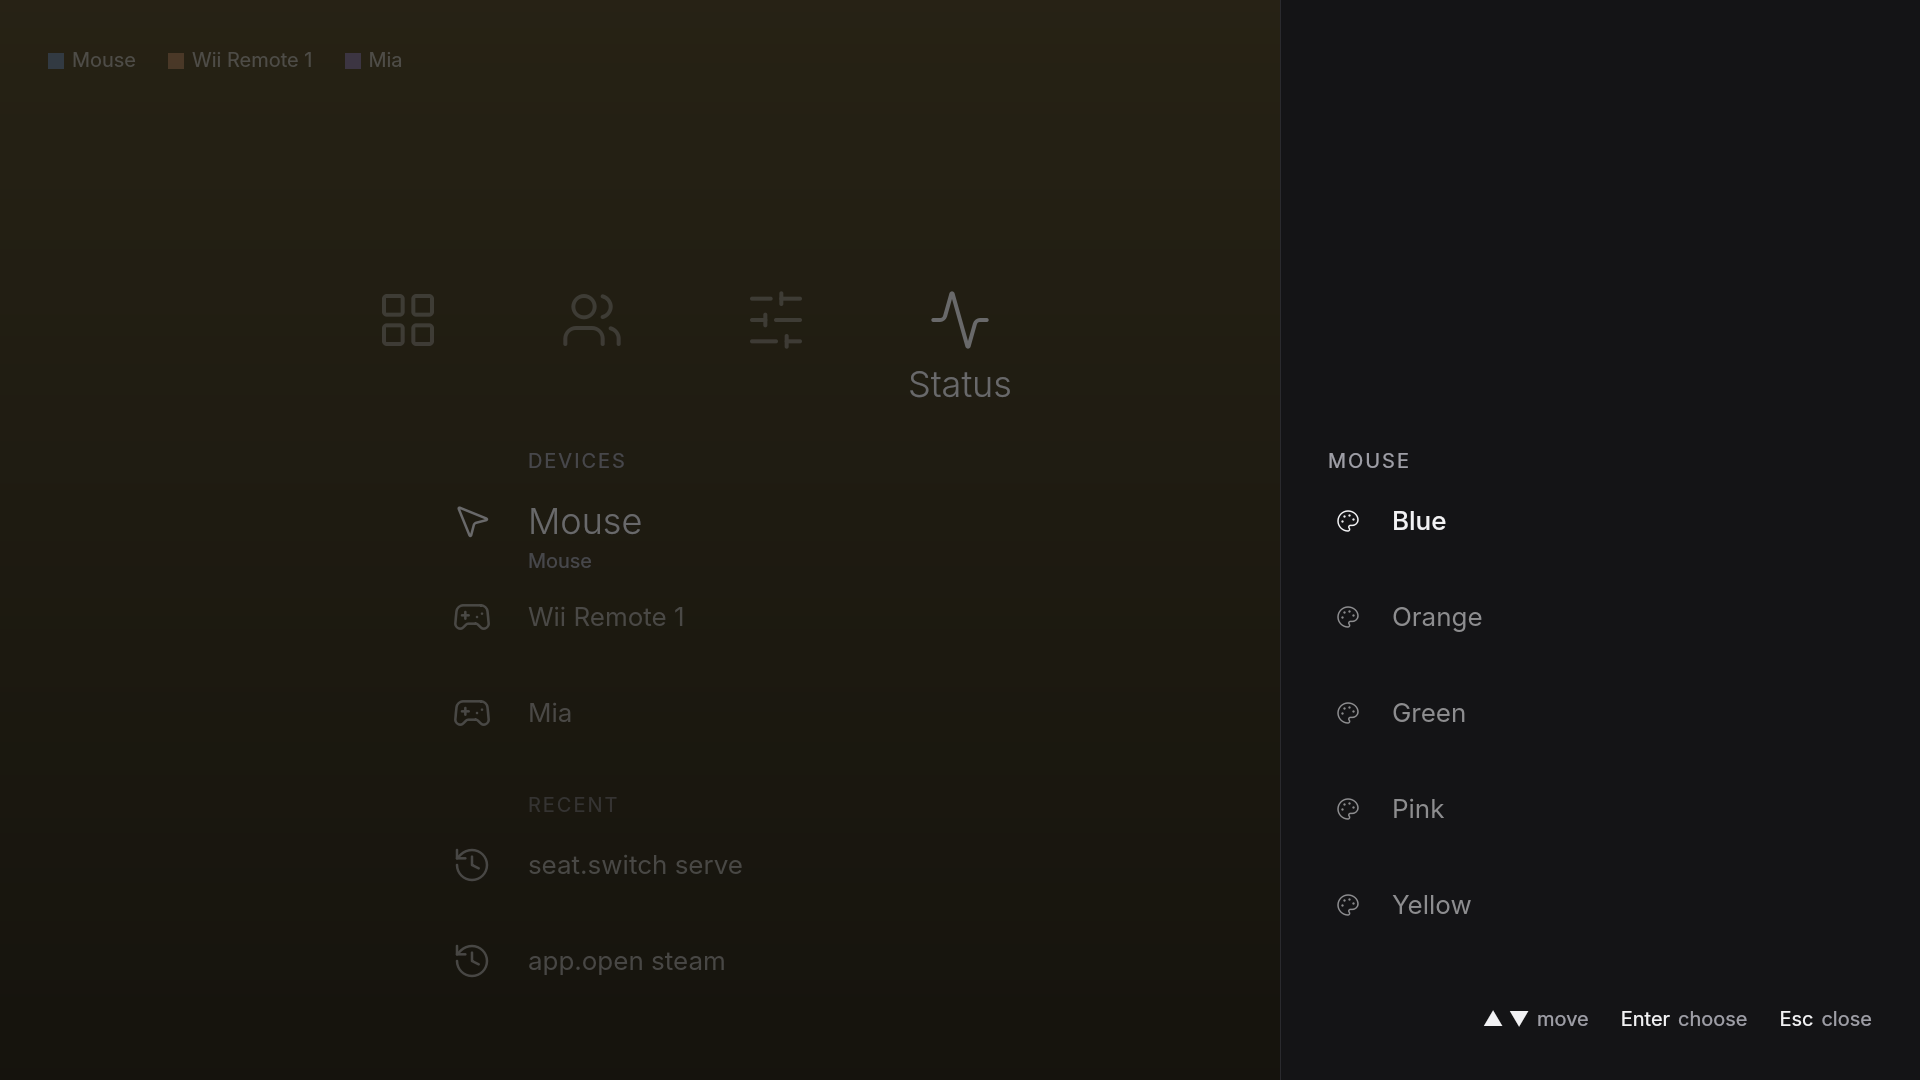 Mouse Wii Remote 1 Mia
Status
DEVICES
Mouse
Mouse
Wii Remote 1
Mia
RECENT
seat.switch serve
app.open steam
MOUSE
Blue
Orange
Green
Pink
Yellow
▲▼ move Enter choose Esc close